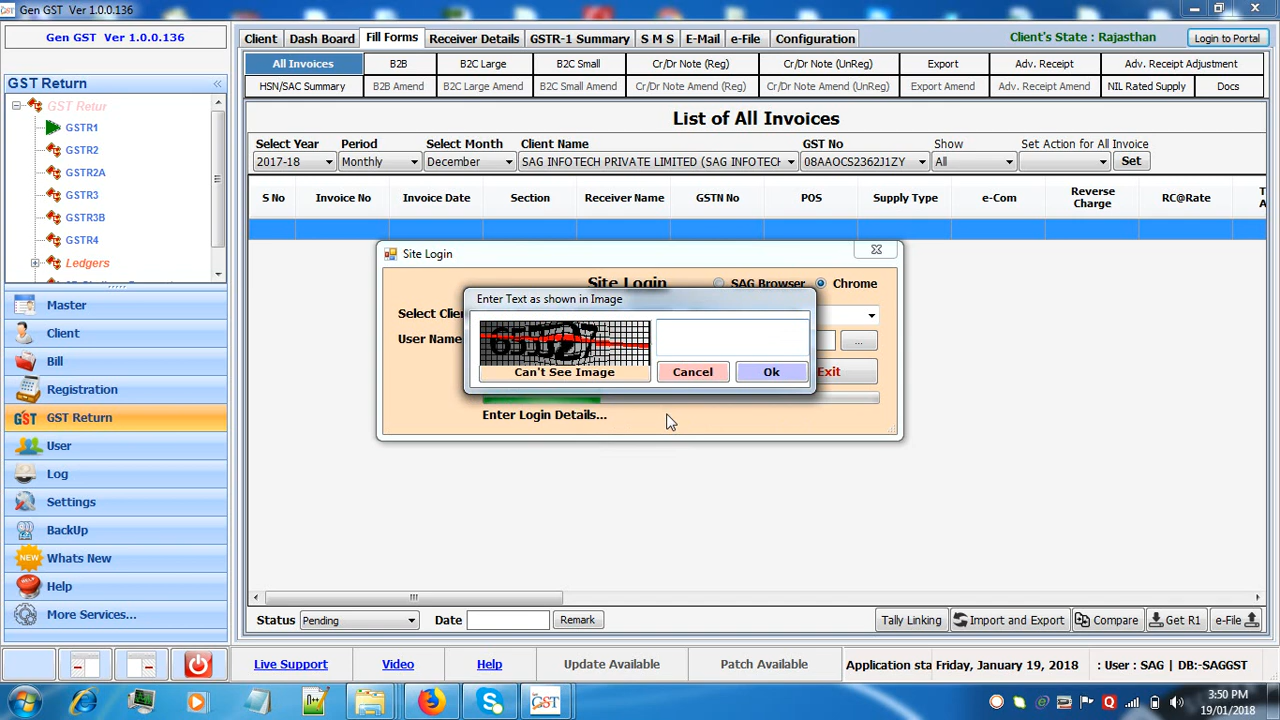 Gen GST Ver 1.0.0.136
Gen GST Ver 1.0.0.136
Client Dash Board Fill Forms Receiver Details GSTR-1 Summary S M S E-Mail e-File Configuration Client's State : Rajasthan Login to Portal
All Invoices B2B B2C Large B2C Small Cr/Dr Note (Reg) Cr/Dr Note (UnReg) Export Adv. Receipt Adv. Receipt Adjustment
HSN/SAC Summary B2B Amend B2C Large Amend B2C Small Amend Cr/Dr Note Amend (Reg) Cr/Dr Note Amend (UnReg) Export Amend Adv. Receipt Amend NIL Rated Supply Docs
List of All Invoices
Select Year Period Select Month Client Name GST No Show Set Action for All Invoice
2017-18 Monthly December SAG INFOTECH PRIVATE LIMITED (SAG INFOTECH 08AAOCS2362J1ZY All Set
S No Invoice No Invoice Date Section Receiver Name GSTN No POS Supply Type e-Com Reverse Charge RC@Rate
GST Return
GST Retur
GSTR1
GSTR2
GSTR2A
GSTR3
GSTR3B
GSTR4
Ledgers
Master
Client
Bill
Registration
GST GST Return
User
Log
Settings
BackUp
NEW Whats New
Help
More Services...
Site Login
Site Login SAG Browser Chrome
Select Clie
User Name ...
Exit
Enter Login Details...
Enter Text as shown in Image
Can't See Image Cancel Ok
Status Pending Date Remark Tally Linking Import and Export Compare Get R1 e-File
Live Support Video Help Update Available Patch Available Application sta Friday, January 19, 2018 : User : SAG | DB:-SAGGST
3:50 PM
19/01/2018